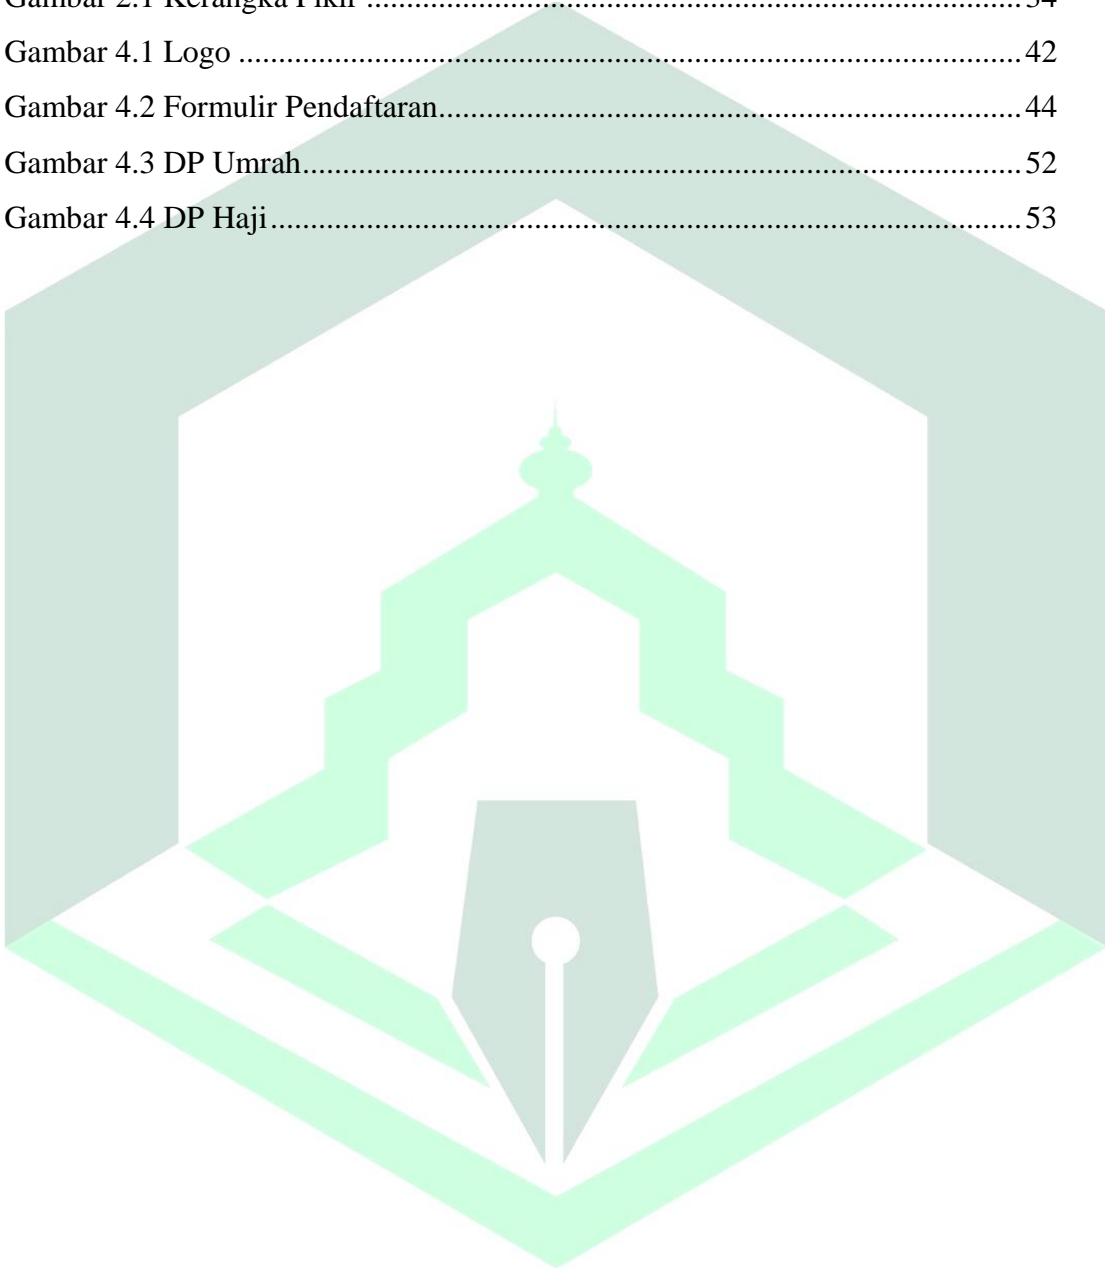 Gambar 2.1 Kerangka Pikir ........................................................................ 34
Gambar 4.1 Logo ........................................................................................ 42
Gambar 4.2 Formulir Pendaftaran................................................................ 44
Gambar 4.3 DP Umrah................................................................................ 52
Gambar 4.4 DP Haji.................................................................................... 53